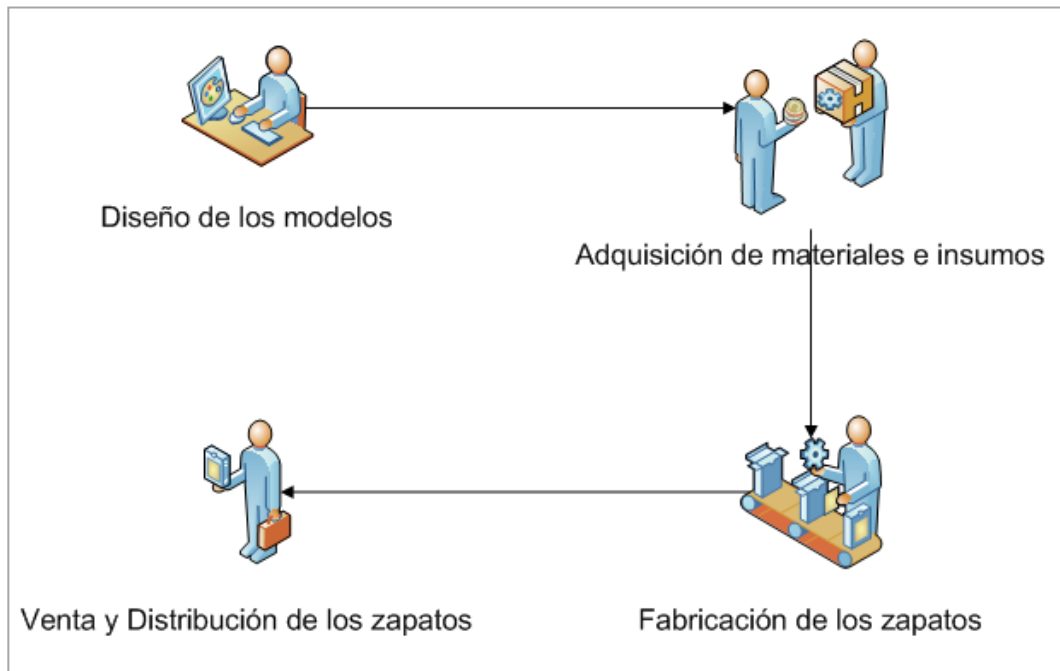 Diseño de los modelos
Adquisición de materiales e insumos
Venta y Distribución de los zapatos
Fabricación de los zapatos